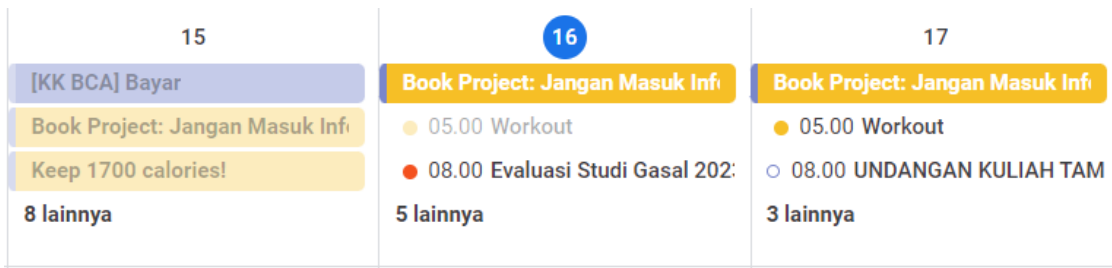 15
[KK BCA] Bayar
Book Project: Jangan Masuk Inf
Keep 1700 calories!
8 lainnya
16
Book Project: Jangan Masuk Inf
05.00 Workout
08.00 Evaluasi Studi Gasal 202
5 lainnya
17
Book Project: Jangan Masuk Inf
05.00 Workout
08.00 UNDANGAN KULIAH TAM
3 lainnya